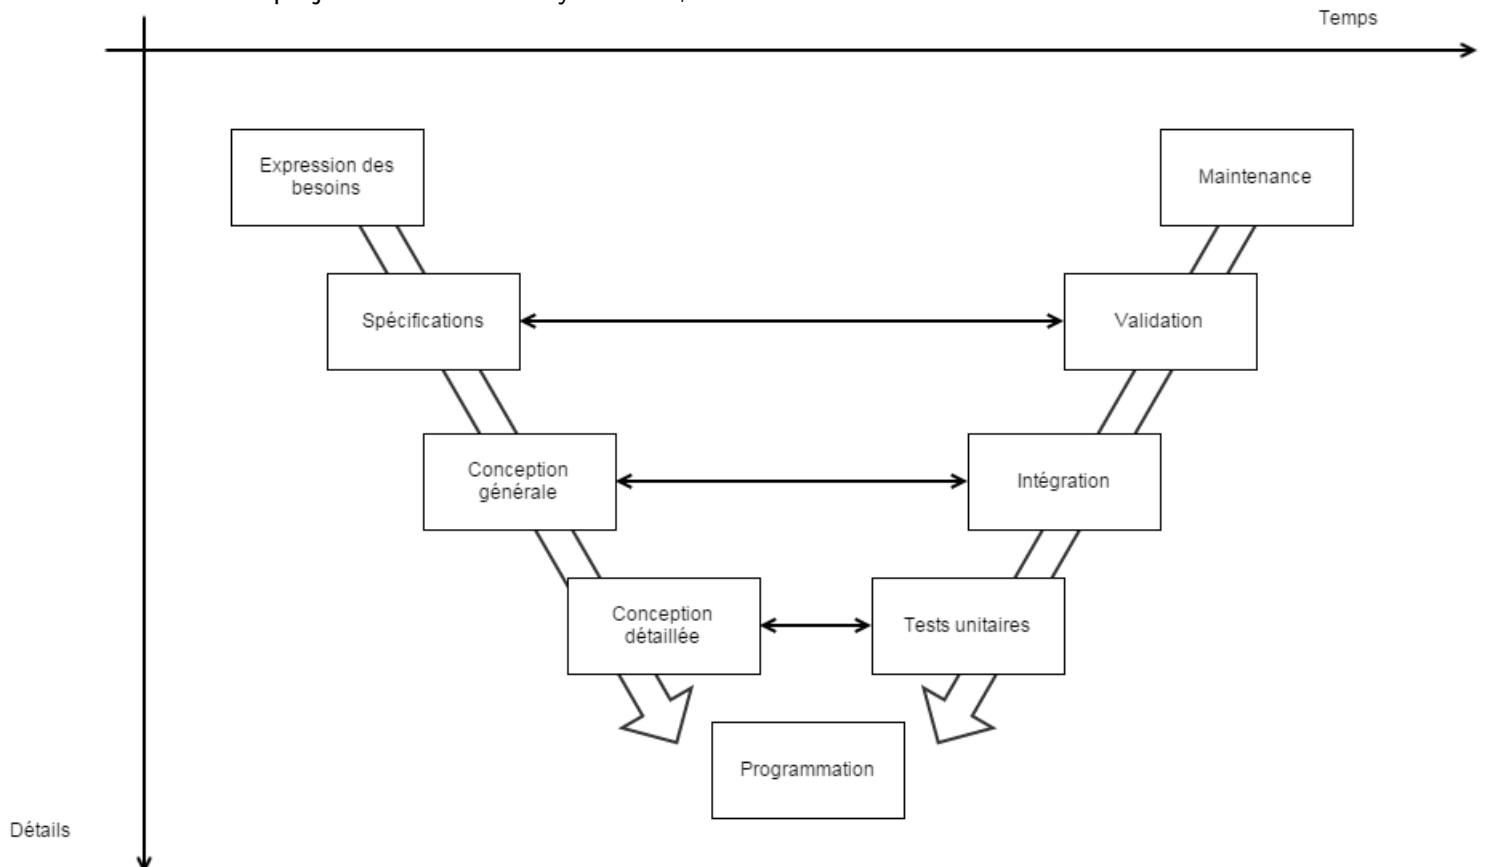 Temps
Expression des
besoins
Maintenance
Spécifications
Validation
Conception
générale
Intégration
Conception
détaillée
Tests unitaires
Programmation
Détails